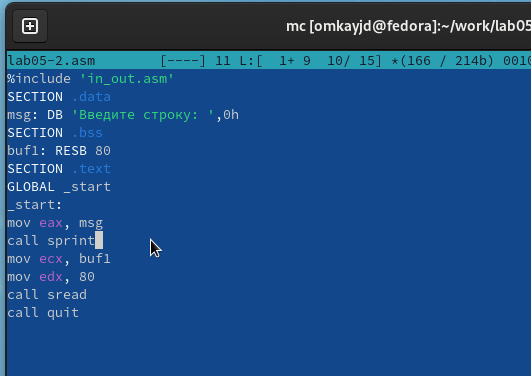 mc [omkayjd@fedora]:~/work/lab05
lab05-2.asm [----] 11 L:[ 1+ 9 10/ 15] *(166 / 214b) 0010
%include 'in_out.asm'
SECTION .data
msg: DB 'Введите строку: ',0h
SECTION .bss
buf1: RESB 80
SECTION .text
GLOBAL _start
_start:
mov eax, msg
call sprint
mov ecx, buf1
mov edx, 80
call sread
call quit